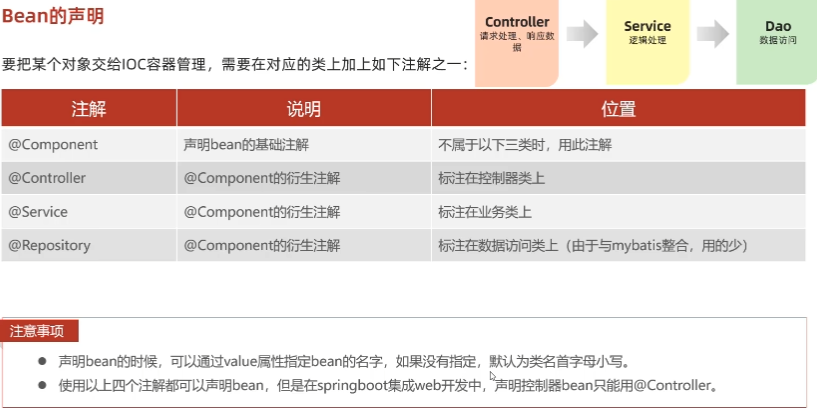 Bean的声明
Controller
请求处理、响应数
据
Service
逻辑处理
Dao
数据访问
要把某个对象交给IOC容器管理，需要在对应的类上加上如下注解之一：
注解 说明 位置
@Component 声明bean的基础注解 不属于以下三类时，用此注解
@Controller @Component的衍生注解 标注在控制器类上
@Service @Component的衍生注解 标注在业务类上
@Repository @Component的衍生注解 标注在数据访问类上（由于与mybatis整合，用的少）
注意事项
● 声明bean的时候，可以通过value属性指定bean的名字，如果没有指定，默认为类名首字母小写。
● 使用以上四个注解都可以声明bean，但是在springboot集成web开发中，声明控制器bean只能用@Controller。